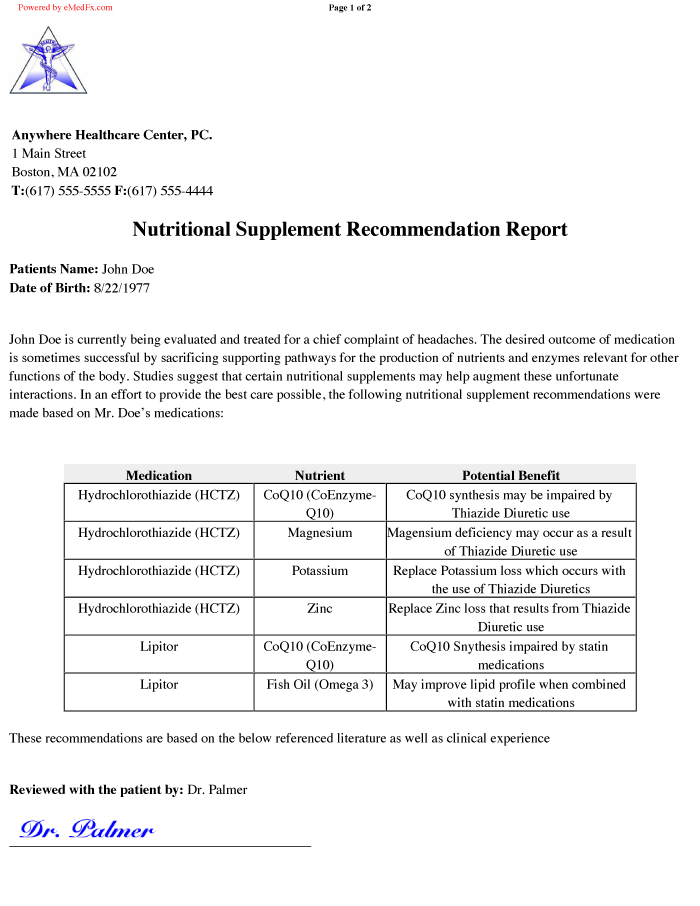 Powered by eMedFx.com
Page 1 of 2
Anywhere Healthcare Center, PC.
1 Main Street
Boston, MA 02102
T:(617) 555-5555 F:(617) 555-4444
Nutritional Supplement Recommendation Report
Patients Name: John Doe
Date of Birth: 8/22/1977
John Doe is currently being evaluated and treated for a chief complaint of headaches. The desired outcome of medication
is sometimes successful by sacrificing supporting pathways for the production of nutrients and enzymes relevant for other
functions of the body. Studies suggest that certain nutritional supplements may help augment these unfortunate
interactions. In an effort to provide the best care possible, the following nutritional supplement recommendations were
made based on Mr. Doe's medications:
Medication Nutrient Potential Benefit
Hydrochlorothiazide (HCTZ) CoQ10 (CoEnzyme- CoQ10 synthesis may be impaired by
Q10) Thiazide Diuretic use
Hydrochlorothiazide (HCTZ) Magnesium Magensium deficiency may occur as a result
of Thiazide Diuretic use
Hydrochlorothiazide (HCTZ) Potassium Replace Potassium loss which occurs with
the use of Thiazide Diuretics
Hydrochlorothiazide (HCTZ) Zinc Replace Zinc loss that results from Thiazide
Diuretic use
Lipitor CoQ10 (CoEnzyme- CoQ10 Snythesis impaired by statin
Q10) medications
Lipitor Fish Oil (Omega 3) May improve lipid profile when combined
with statin medications
These recommendations are based on the below referenced literature as well as clinical experience
Reviewed with the patient by: Dr. Palmer
Dr. Palmer